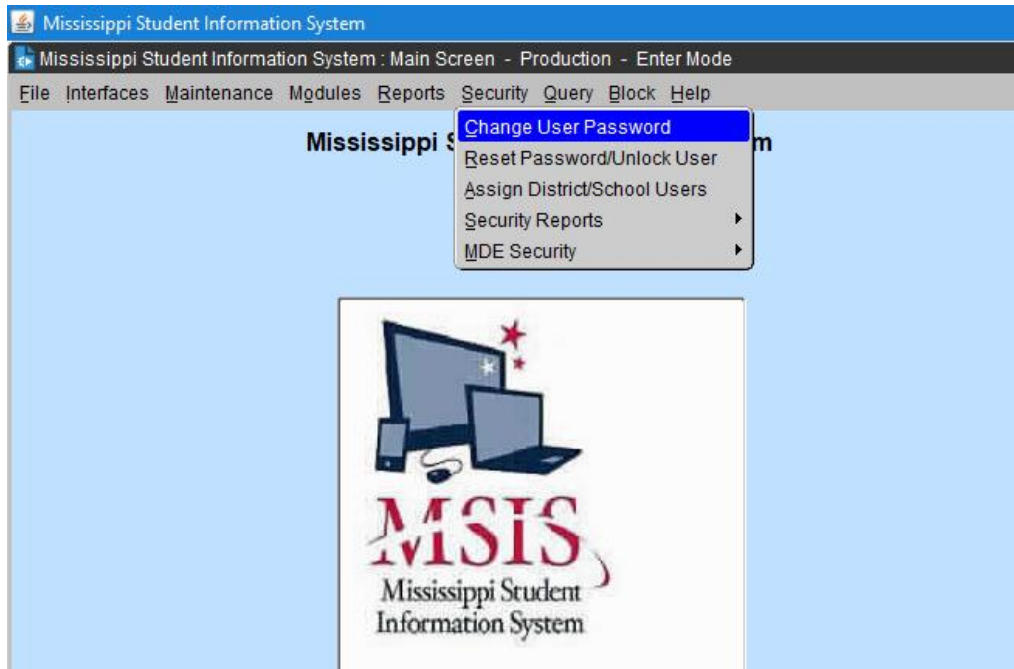 Mississippi Student Information System
Mississippi Student Information System : Main Screen - Production - Enter Mode
File Interfaces Maintenance Modules Reports Security Query Block Help
Mississippi S m
Change User Password
Reset Password/Unlock User
Assign District/School Users
Security Reports
MDE Security
MSIS
Mississippi Student
Information System